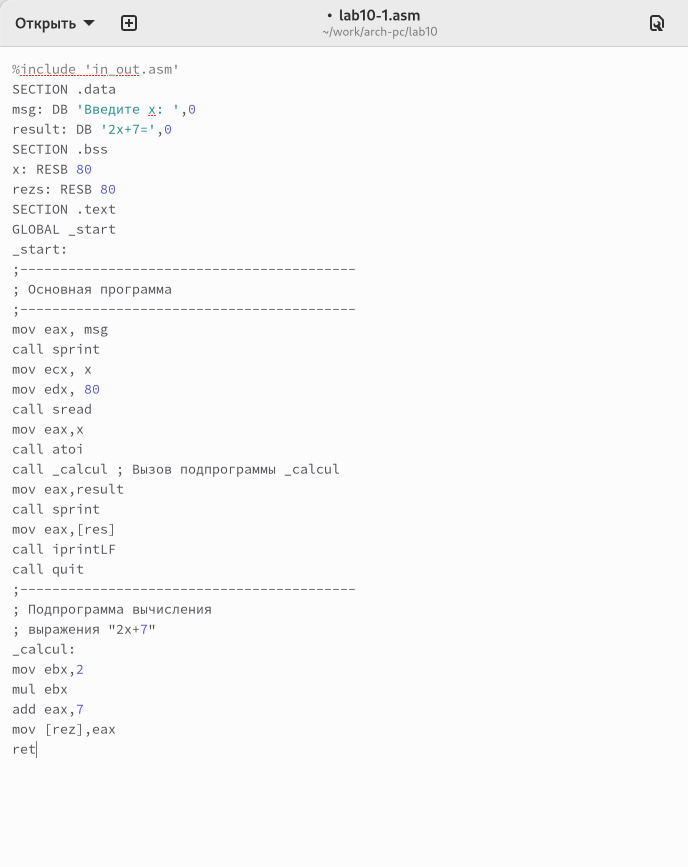 Открыть
• lab10-1.asm
~/work/arch-pc/lab10
%include 'in_out.asm'
SECTION .data
msg: DB 'Введите x: ',0
result: DB '2x+7=',0
SECTION .bss
x: RESB 80
rezs: RESB 80
SECTION .text
GLOBAL _start
_start:
;------------------------------------------
; Основная программа
;------------------------------------------
mov eax, msg
call sprint
mov ecx, x
mov edx, 80
call sread
mov eax,x
call atoi
call _calcul ; Вызов подпрограммы _calcul
mov eax,result
call sprint
mov eax,[res]
call iprintLF
call quit
;------------------------------------------
; Подпрограмма вычисления
; выражения "2x+7"
_calcul:
mov ebx,2
mul ebx
add eax,7
mov [rez],eax
ret